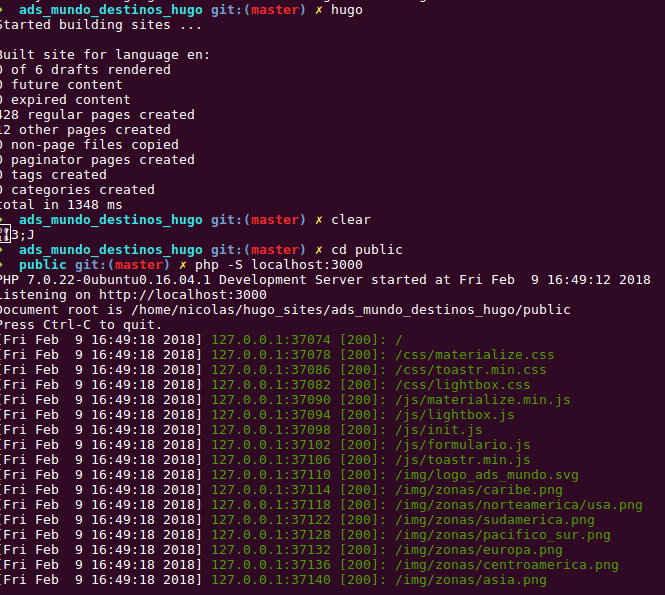 ads_mundo_destinos_hugo git:(master) ✗ hugo
Started building sites ...
Built site for language en:
0 of 6 drafts rendered
0 future content
0 expired content
428 regular pages created
12 other pages created
0 non-page files copied
0 paginator pages created
0 tags created
0 categories created
total in 1348 ms
ads_mundo_destinos_hugo git:(master) ✗ clear
3;J
ads_mundo_destinos_hugo git:(master) ✗ cd public
public git:(master) ✗ php -S localhost:3000
PHP 7.0.22-0ubuntu0.16.04.1 Development Server started at Fri Feb  9 16:49:12 2018
Listening on http://localhost:3000
Document root is /home/nicolas/hugo_sites/ads_mundo_destinos_hugo/public
Press Ctrl-C to quit.
[Fri Feb  9 16:49:18 2018] 127.0.0.1:37074 [200]: /
[Fri Feb  9 16:49:18 2018] 127.0.0.1:37078 [200]: /css/materialize.css
[Fri Feb  9 16:49:18 2018] 127.0.0.1:37086 [200]: /css/toastr.min.css
[Fri Feb  9 16:49:18 2018] 127.0.0.1:37082 [200]: /css/lightbox.css
[Fri Feb  9 16:49:18 2018] 127.0.0.1:37090 [200]: /js/materialize.min.js
[Fri Feb  9 16:49:18 2018] 127.0.0.1:37094 [200]: /js/lightbox.js
[Fri Feb  9 16:49:18 2018] 127.0.0.1:37098 [200]: /js/init.js
[Fri Feb  9 16:49:18 2018] 127.0.0.1:37102 [200]: /js/formulario.js
[Fri Feb  9 16:49:18 2018] 127.0.0.1:37106 [200]: /js/toastr.min.js
[Fri Feb  9 16:49:18 2018] 127.0.0.1:37110 [200]: /img/logo_ads_mundo.svg
[Fri Feb  9 16:49:18 2018] 127.0.0.1:37114 [200]: /img/zonas/caribe.png
[Fri Feb  9 16:49:18 2018] 127.0.0.1:37118 [200]: /img/zonas/norteamerica/usa.png
[Fri Feb  9 16:49:18 2018] 127.0.0.1:37122 [200]: /img/zonas/sudamerica.png
[Fri Feb  9 16:49:18 2018] 127.0.0.1:37128 [200]: /img/zonas/pacifico_sur.png
[Fri Feb  9 16:49:18 2018] 127.0.0.1:37132 [200]: /img/zonas/europa.png
[Fri Feb  9 16:49:18 2018] 127.0.0.1:37136 [200]: /img/zonas/centroamerica.png
[Fri Feb  9 16:49:18 2018] 127.0.0.1:37140 [200]: /img/zonas/asia.png